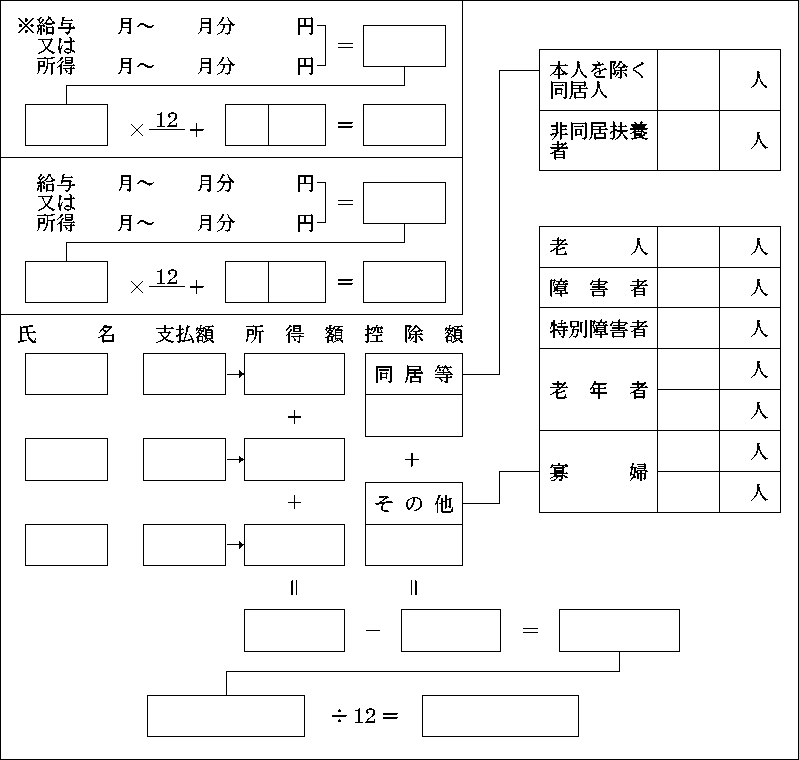 ※給与 月〜 月分 円
又は =
所得 月〜 月分 円
×12+ =
給与 月〜 月分 円
又は =
所得 月〜 月分 円
×12+ =
氏名 支払額 所得額 控除額
→ 同居等
+
→ +
+ その他
→
= =
− =
÷12=
本人を除く 人
同居人
非同居扶養 人
者
老人 人
障害者 人
特別障害者 人
老年者 人
人
寡婦 人
人